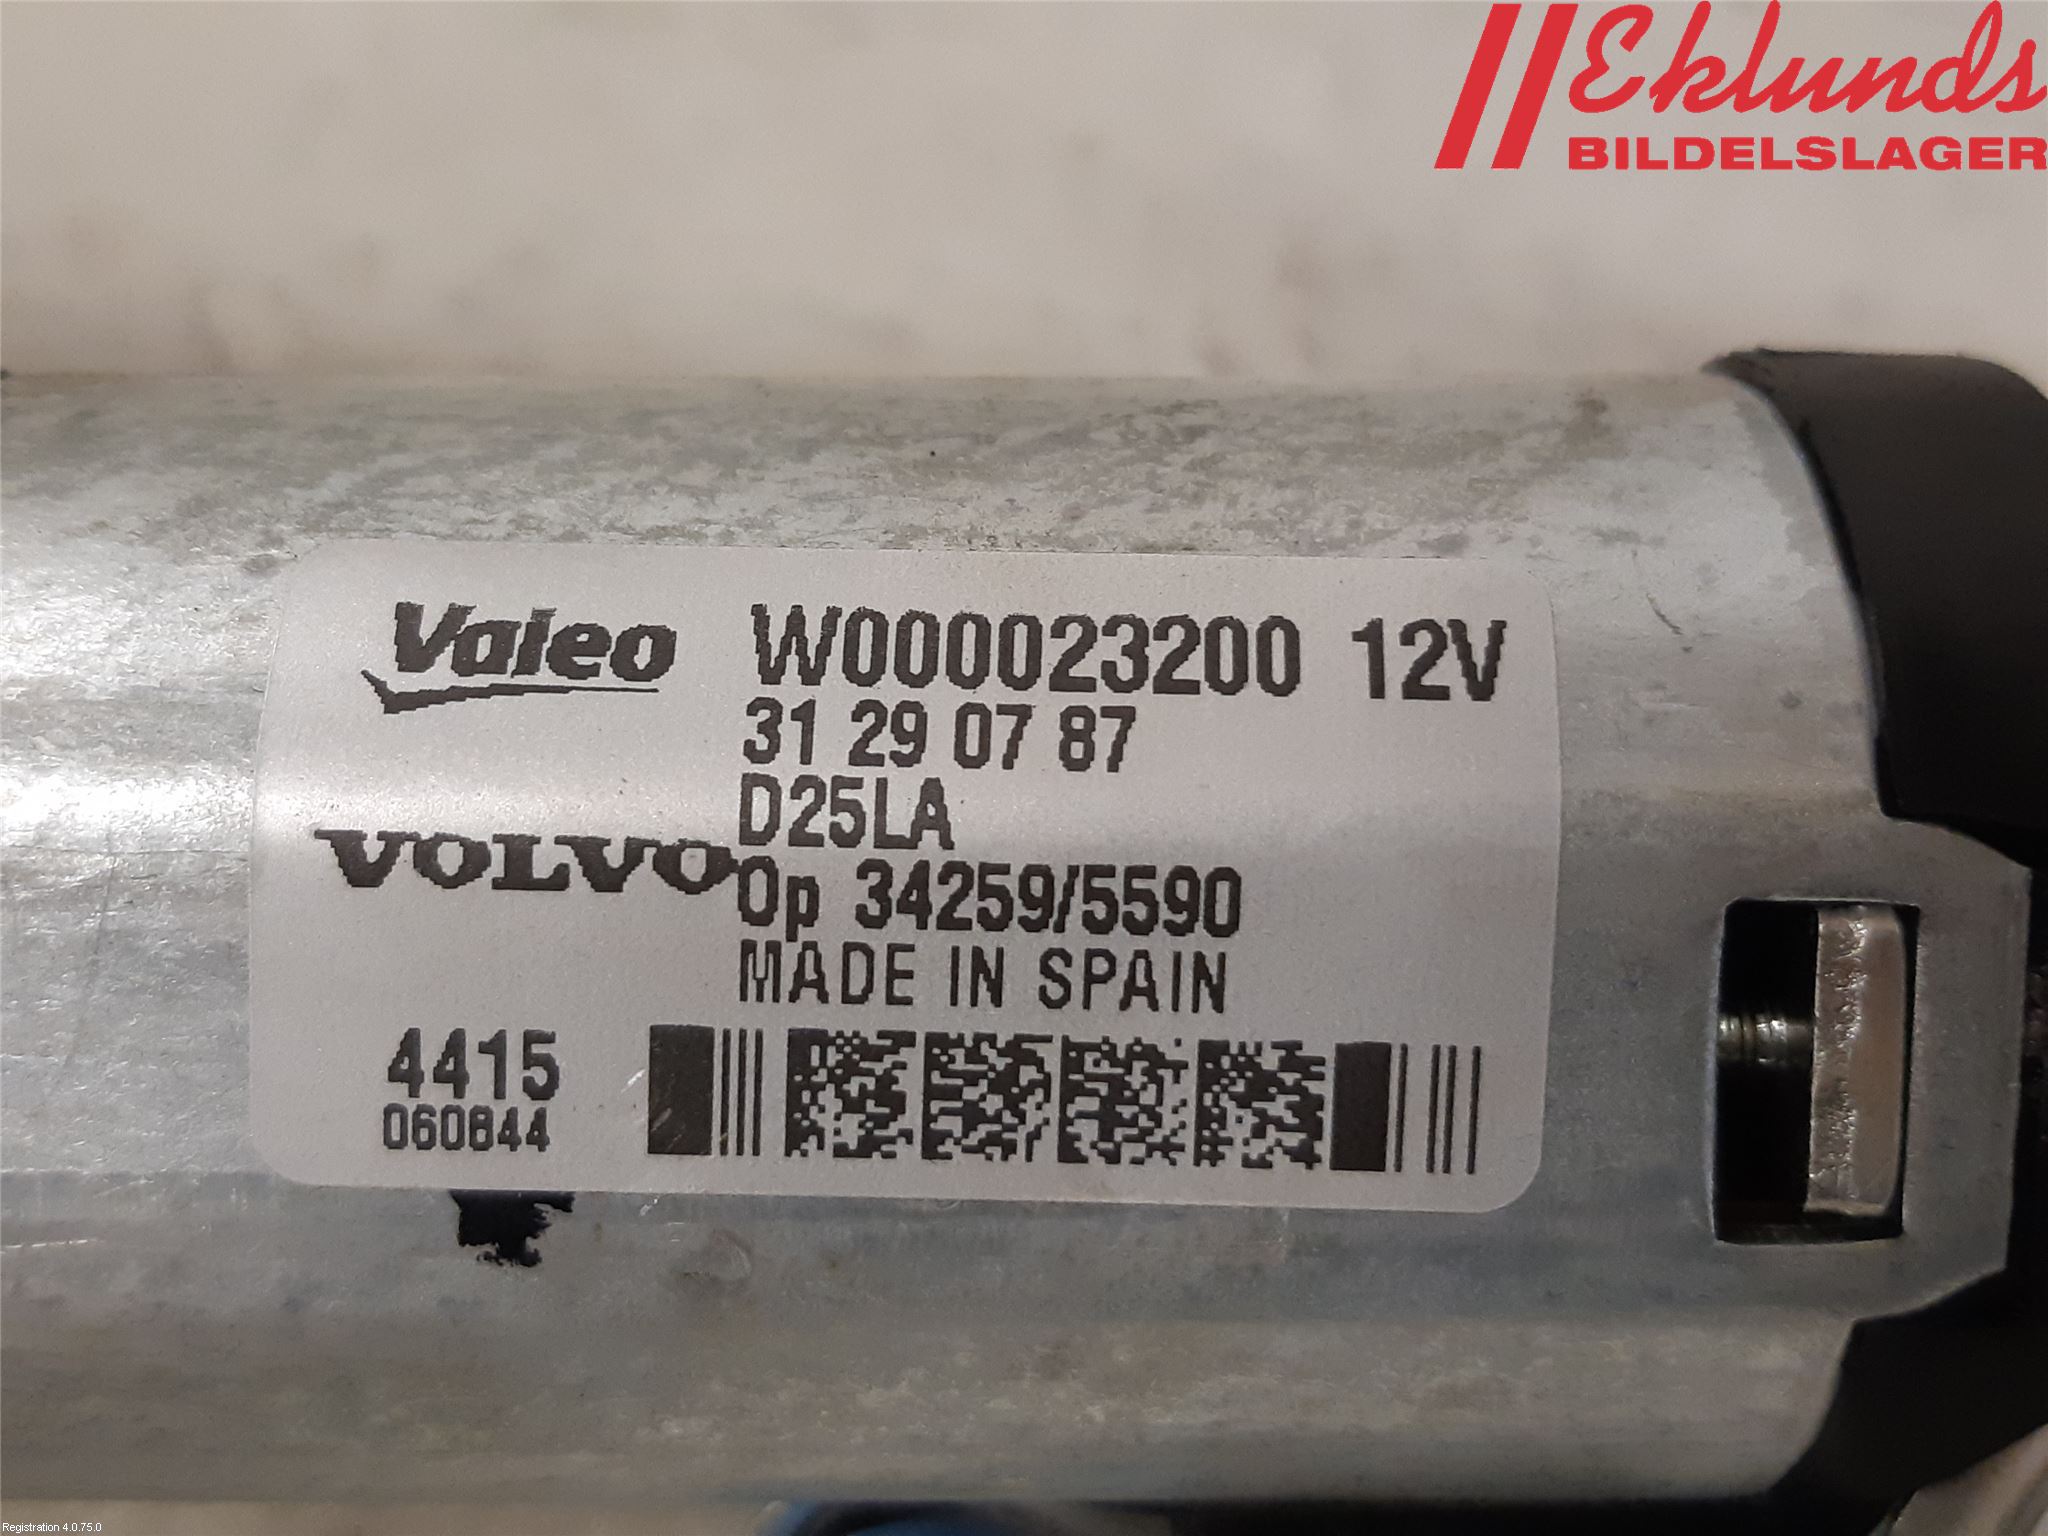 Eklunds
BILDELSLAGER
Valeo W000023200 12V
31 29 07 87
D25LA
VOLVO Op 34259/5590
MADE IN SPAIN
4415
060844
Registration 4.0.75.0